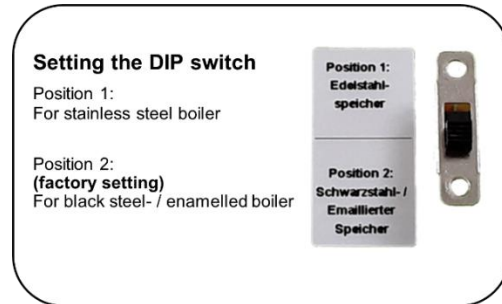 Setting the DIP switch
Position 1:
For stainless steel boiler
Position 2:
(factory setting)
For black steel- / enamelled boiler
Position 1:
Edelstahl-
speicher
Position 2:
Schwarzstahl- /
Emaillierter
Speicher